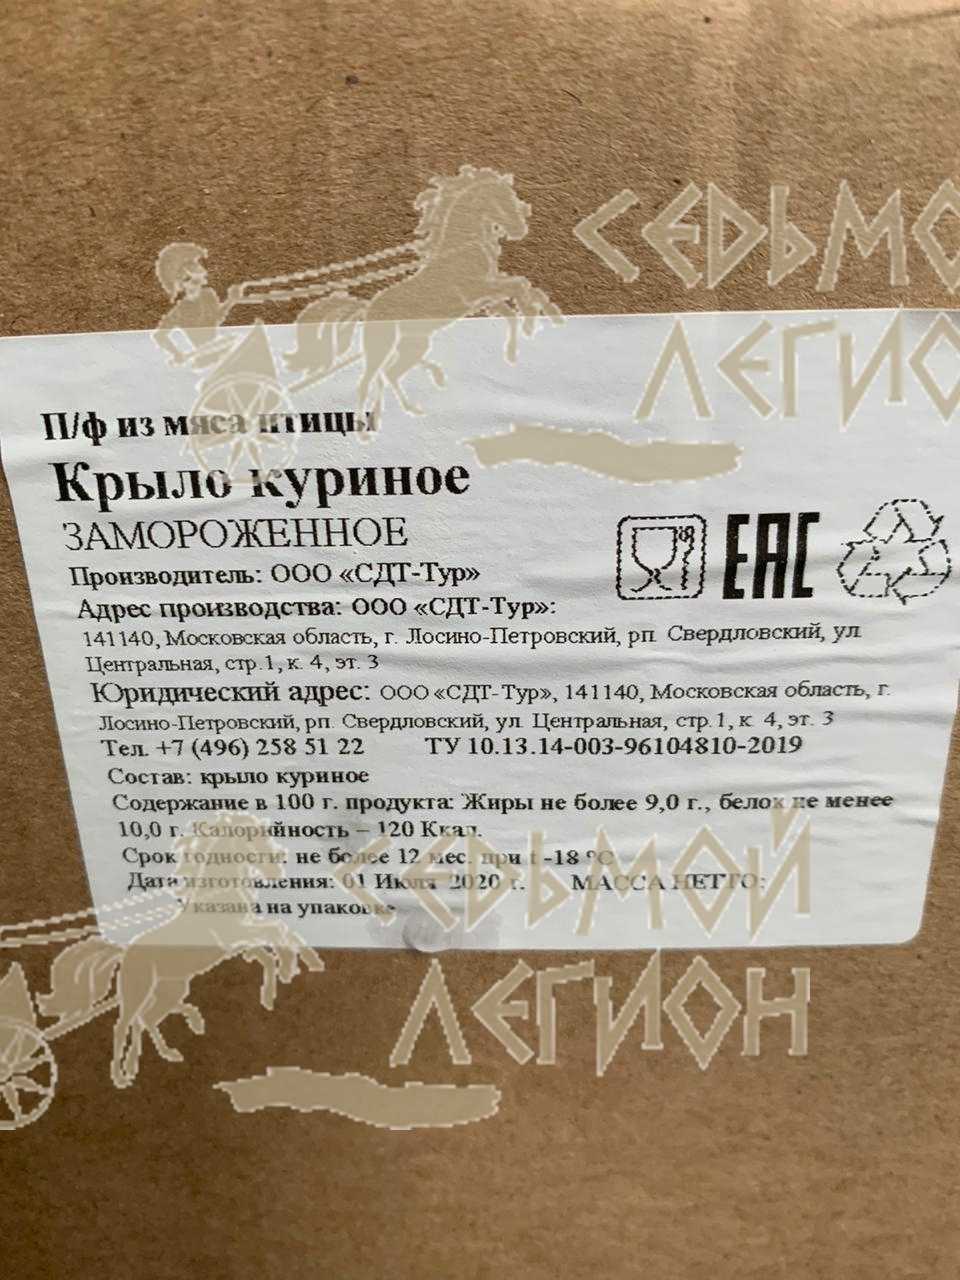 СЕДЬМОЙ
ЛЕГИОН
П/ф из мяса птицы
Крыло куриное
ЗАМОРОЖЕННОЕ
EAC
Производитель: ООО «СДТ-Тур»
Адрес производства: ООО «СДТ-Тур»:
141140, Московская область, г. Лосино-Петровский, рп. Свердловский, ул.
Центральная, стр.1, к. 4, эт. 3
Юридический адрес: ООО «СДТ-Тур», 141140, Московская область, г.
Лосино-Петровский, рп. Свердловский, ул. Центральная, стр.1, к. 4, эт. 3
Тел. +7 (496) 258 51 22 ТУ 10.13.14-003-96104810-2019
Состав: крыло куриное
Содержание в 100 г. продукта: Жиры не более 9,0 г., белок не менее
10,0 г. Калорийность – 120 Ккал.
Срок годности: не более 12 мес. при t -18 °C
Дата изготовления: 01 Июля 2020 г. МАССА НЕТТО:
Указана на упаковке
СЕДЬМОЙ
ЛЕГИОН